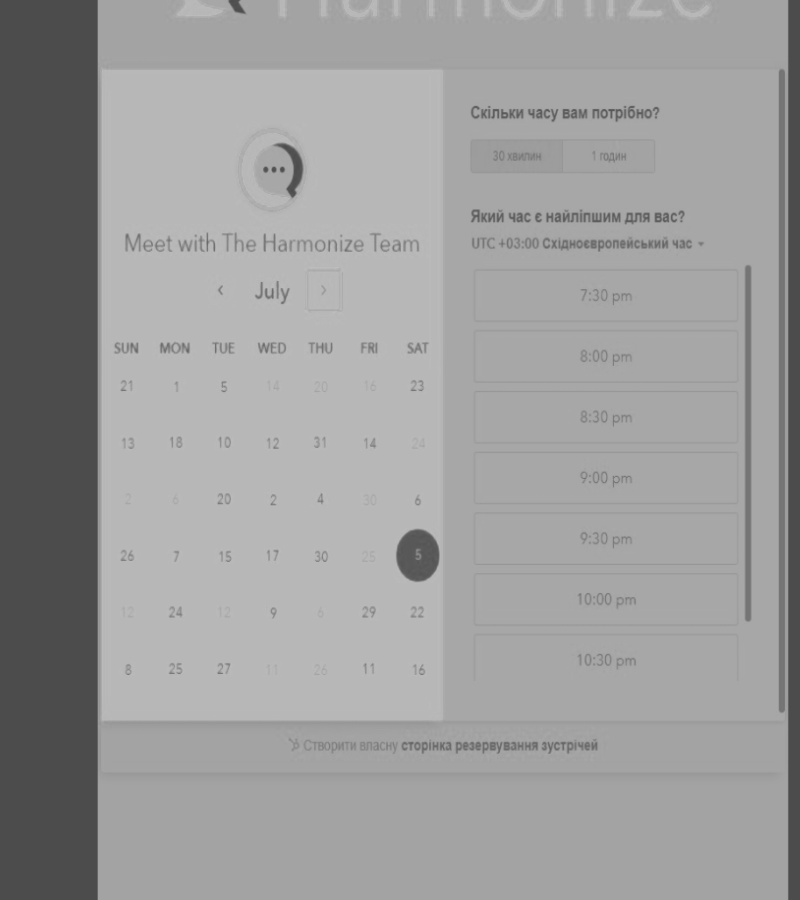 Harmonize
Meet with The Harmonize Team
‹ July ›
SUN MON TUE WED THU FRI SAT
21 1 5 14 20 16 23
13 18 10 12 31 14 24
2 6 20 2 4 30 6
26 7 15 17 30 25 5
12 24 12 9 6 29 22
8 25 27 11 26 11 16
Скільки часу вам потрібно?
30 хвилин 1 годин
Який час є найліпшим для вас?
UTC +03:00 Східноєвропейський час
7:30 pm
8:00 pm
8:30 pm
9:00 pm
9:30 pm
10:00 pm
10:30 pm
Створити власну сторінка резервування зустрічей